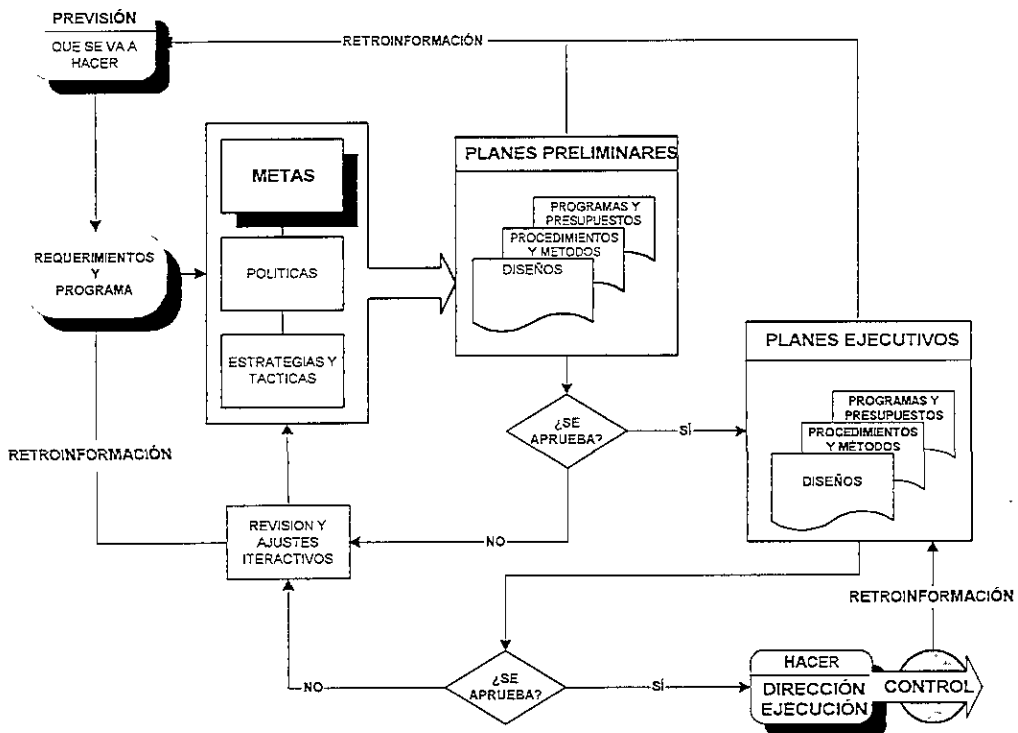 PREVISIÓN
QUE SE VA A
HACER
RETROINFORMACIÓN
METAS
POLITICAS
ESTRATEGIAS Y
TACTICAS
REQUERIMIENTOS
Y
PROGRAMA
PLANES PRELIMINARES
PROGRAMAS Y
PRESUPUESTOS
PROCEDIMIENTOS
Y METODOS
DISEÑOS
PLANES EJECUTIVOS
PROGRAMAS Y
PRESUPUESTOS
PROCEDIMIENTOS
Y MÉTODOS
DISEÑOS
¿SE
APRUEBA?
SÍ
NO
RETROINFORMACIÓN
REVISION Y
AJUSTES
ITERACTIVOS
RETROINFORMACIÓN
¿SE
APRUEBA?
NO
SÍ
HACER
DIRECCIÓN
EJECUCIÓN
CONTROL